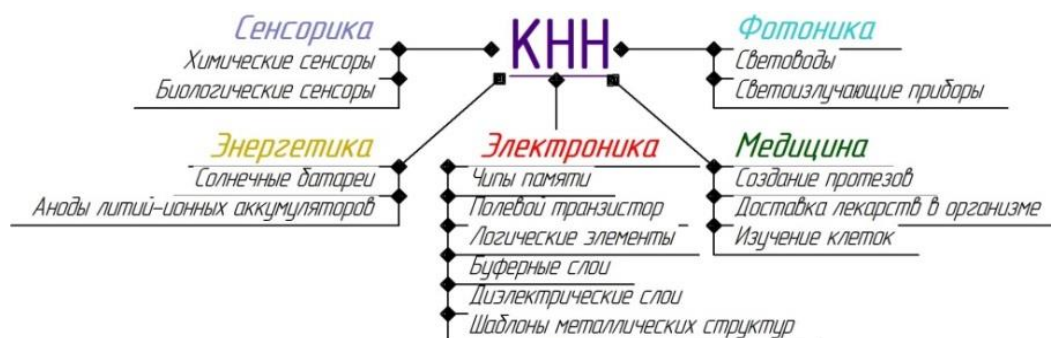 КНН
Сенсорика
Химические сенсоры
Биологические сенсоры
Фотоника
Световоды
Светоизлучающие приборы
Энергетика
Солнечные батареи
Аноды литий-ионных аккумуляторов
Электроника
Чипы памяти
Полевой транзистор
Логические элементы
Буферные слои
Диэлектрические слои
Шаблоны металлических структур
Медицина
Создание протезов
Доставка лекарств в организме
Изучение клеток